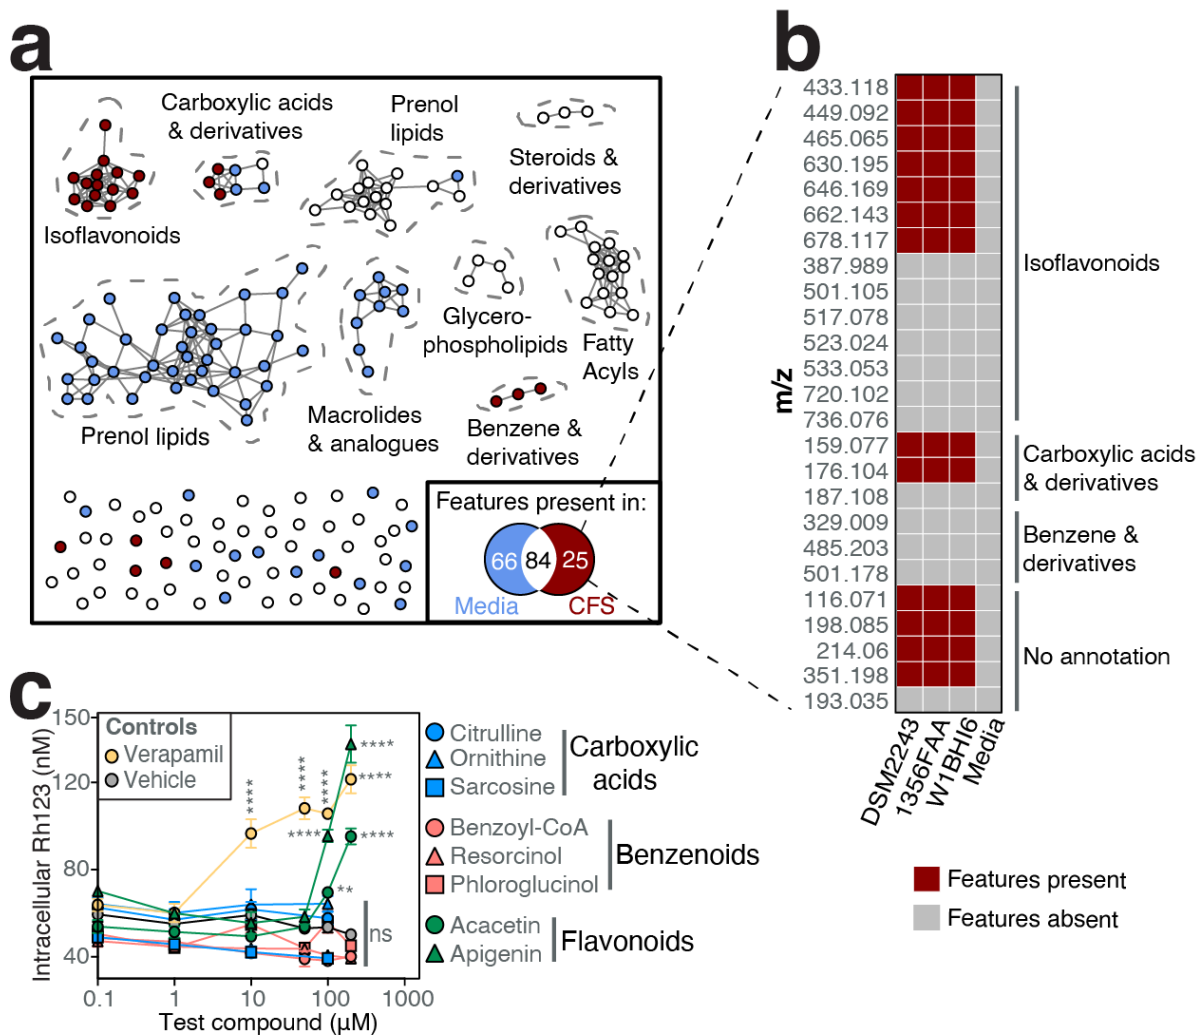 a
Carboxylic acids
& derivatives
Prenol
lipids
Steroids &
derivatives
Isoflavonoids
Glycero-
phospholipids
Fatty
Acyls
Prenol lipids
Macrolides
& analogues
Benzene &
derivatives
Features present in:
66 84 25
Media CFS
b
m/z
433.118
449.092
465.065
630.195
646.169
662.143
678.117
387.989
501.105
517.078
523.024
533.053
720.102
736.076
159.077
176.104
187.108
329.009
485.203
501.178
116.071
198.085
214.06
351.198
193.035
Isoflavonoids
Carboxylic acids
& derivatives
Benzene &
derivatives
No annotation
DSM2243
1356FAA
W1BHI6
Media
Features present
Features absent
c
Intracellular Rh123 (nM)
150
120
80
40
Controls
Verapamil
Vehicle
****
****
****
****
****
****
****
**
ns
0.1 1 10 100 1000
Test compound (µM)
Citrulline
Ornithine
Sarcosine
Carboxylic
acids
Benzoyl-CoA
Resorcinol
Phloroglucinol
Benzenoids
Acacetin
Apigenin
Flavonoids